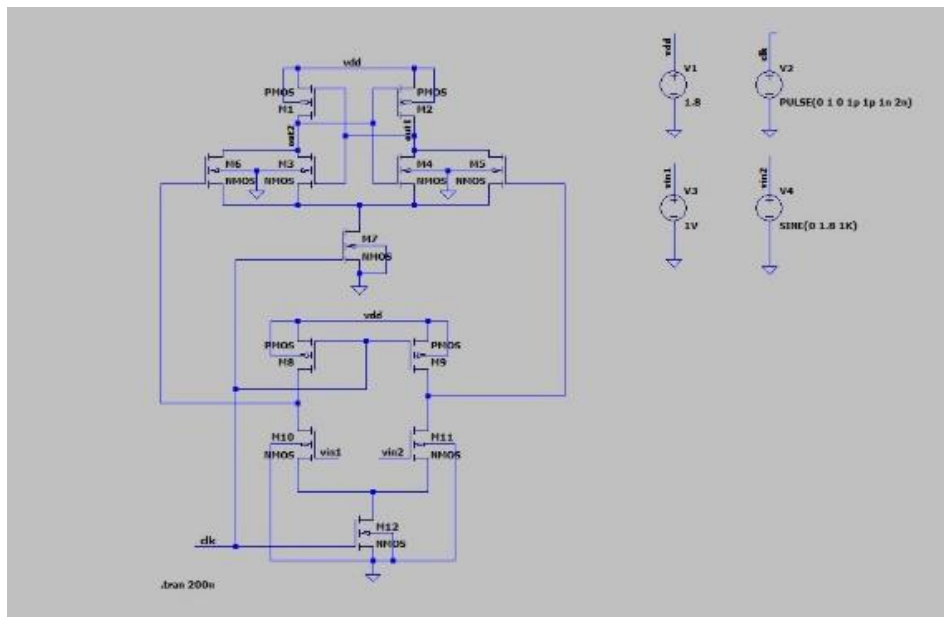 vdd
PMOS
M1
PMOS
M2
out2
out1
M6
NMOS
M3
NMOS
M4
NMOS
M5
NMOS
M7
NMOS
vdd
PMOS
M8
PMOS
M9
M10
NMOS
vin1
vin2
M11
NMOS
clk
M12
NMOS
.tran 200n
vdd
V1
1.8
clk
V2
PULSE(0 1 0 1p 1p 1n 2n)
vin1
V3
1V
vin2
V4
SINE(0 1.8 1K)